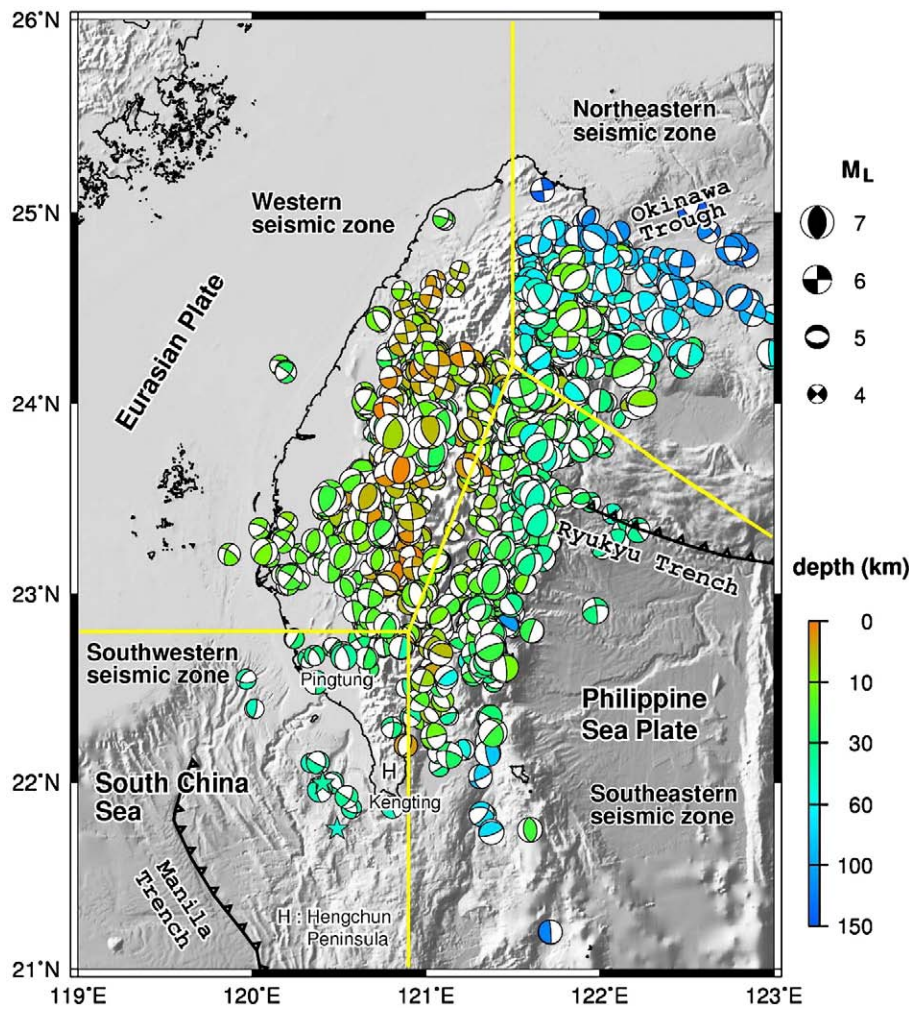 26°N
25°N
24°N
23°N
22°N
21°N
119°E
120°E
121°E
122°E
123°E
Northeastern
seismic zone
Western
seismic zone
Okinawa
Trough
Eurasian Plate
Ryukyu Trench
Southwestern
seismic zone
Pingtung
Philippine
Sea Plate
South China
Sea
H
Kengting
Southeastern
seismic zone
Manila
Trench
H : Hengchun
Peninsula
ML
7
6
5
4
depth (km)
0
10
30
60
100
150